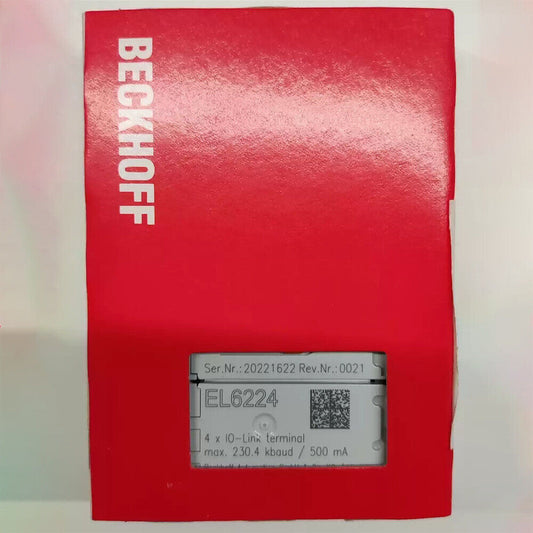 BECKHOFF
Ser.Nr.:20221622 Rev.Nr.:0021
EL6224
4 x IO-Link terminal
max. 230.4 kbaud / 500 mA